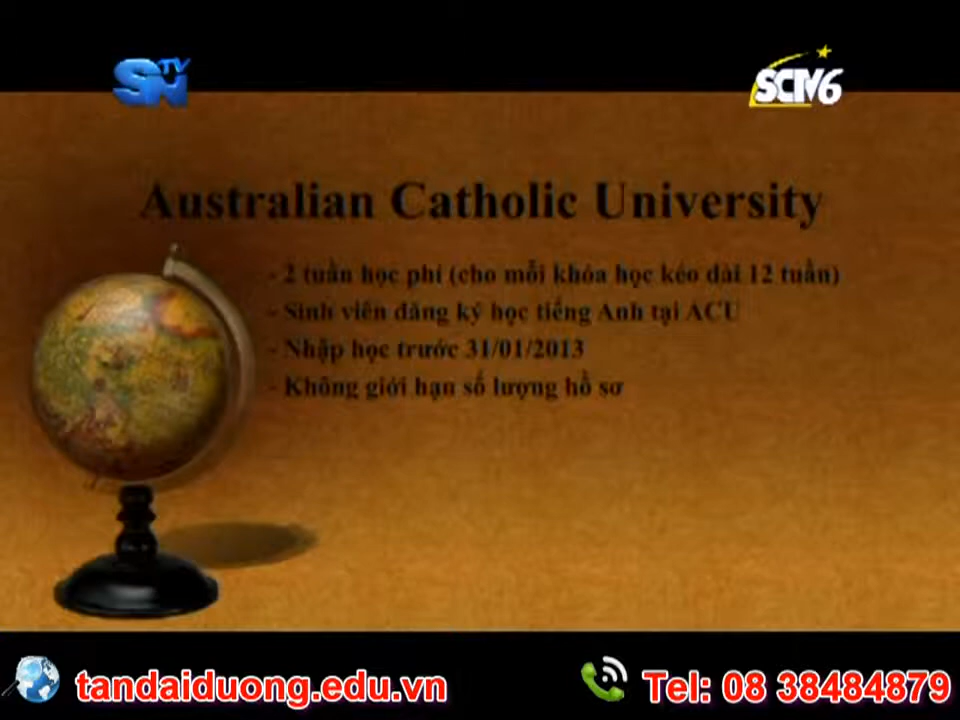 SN TV
SCTV6
Australian Catholic University
- 2 tuần học phí (cho mỗi khóa học kéo dài 12 tuần)
- Sinh viên đăng ký học tiếng Anh tại ACU
- Nhập học trước 31/01/2013
- Không giới hạn số lượng hồ sơ
tandaiduong.edu.vn
Tel: 08 38484879